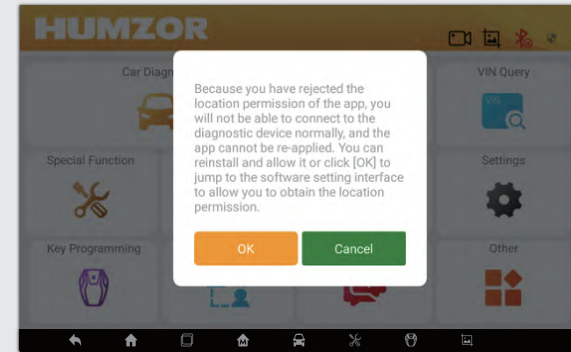 HUMZOR
Car Diagn
VIN Query
VIN
Because you have rejected the
location permission of the app, you
will not be able to connect to the
diagnostic device normally, and the
app cannot be re-applied. You can
reinstall and allow it or click [OK] to
jump to the software setting interface
to allow you to obtain the location
permission.
Special Function
Settings
OK
Cancel
Key Programming
Other
M